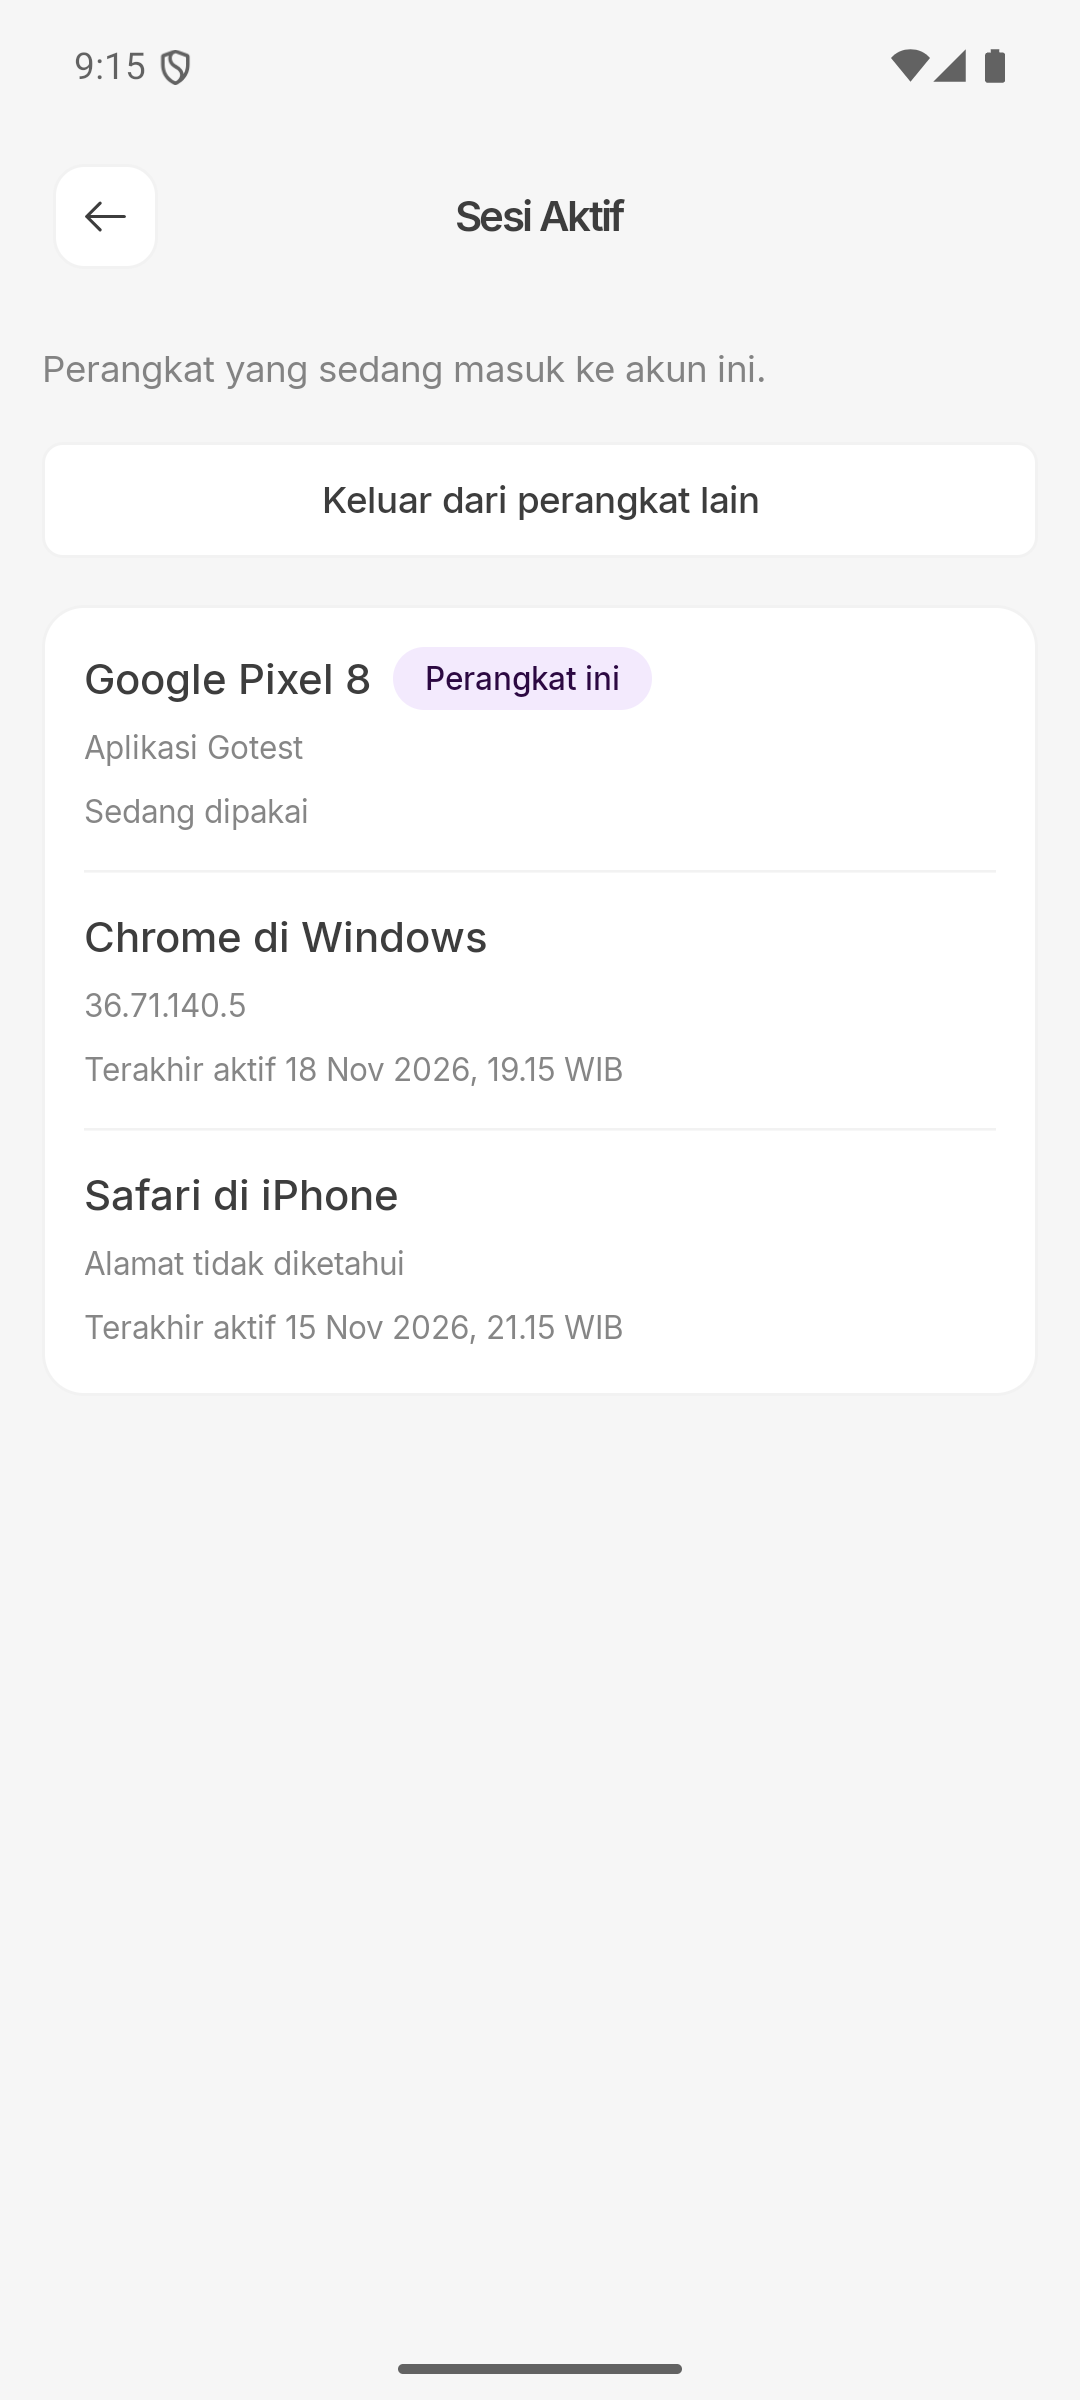 9:15
Sesi Aktif
Perangkat yang sedang masuk ke akun ini.
Keluar dari perangkat lain
Google Pixel 8 Perangkat ini
Aplikasi Gotest
Sedang dipakai
Chrome di Windows
36.71.140.5
Terakhir aktif 18 Nov 2026, 19.15 WIB
Safari di iPhone
Alamat tidak diketahui
Terakhir aktif 15 Nov 2026, 21.15 WIB